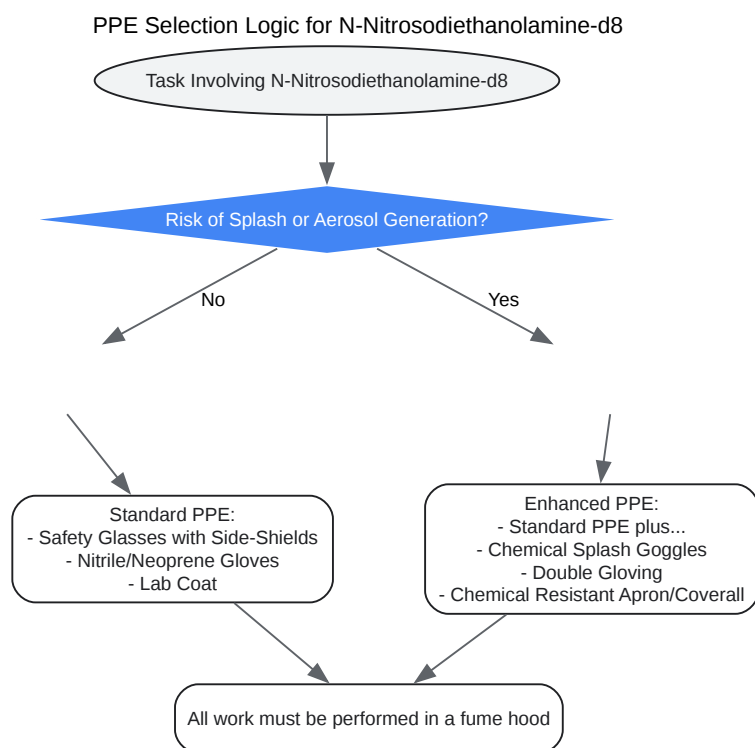 PPE Selection Logic for N-Nitrosodiethanolamine-d8
Task Involving N-Nitrosodiethanolamine-d8
Risk of Splash or Aerosol Generation?
No
Yes
Standard PPE:
- Safety Glasses with Side-Shields
- Nitrile/Neoprene Gloves
- Lab Coat
Enhanced PPE:
- Standard PPE plus...
- Chemical Splash Goggles
- Double Gloving
- Chemical Resistant Apron/Coverall
All work must be performed in a fume hood